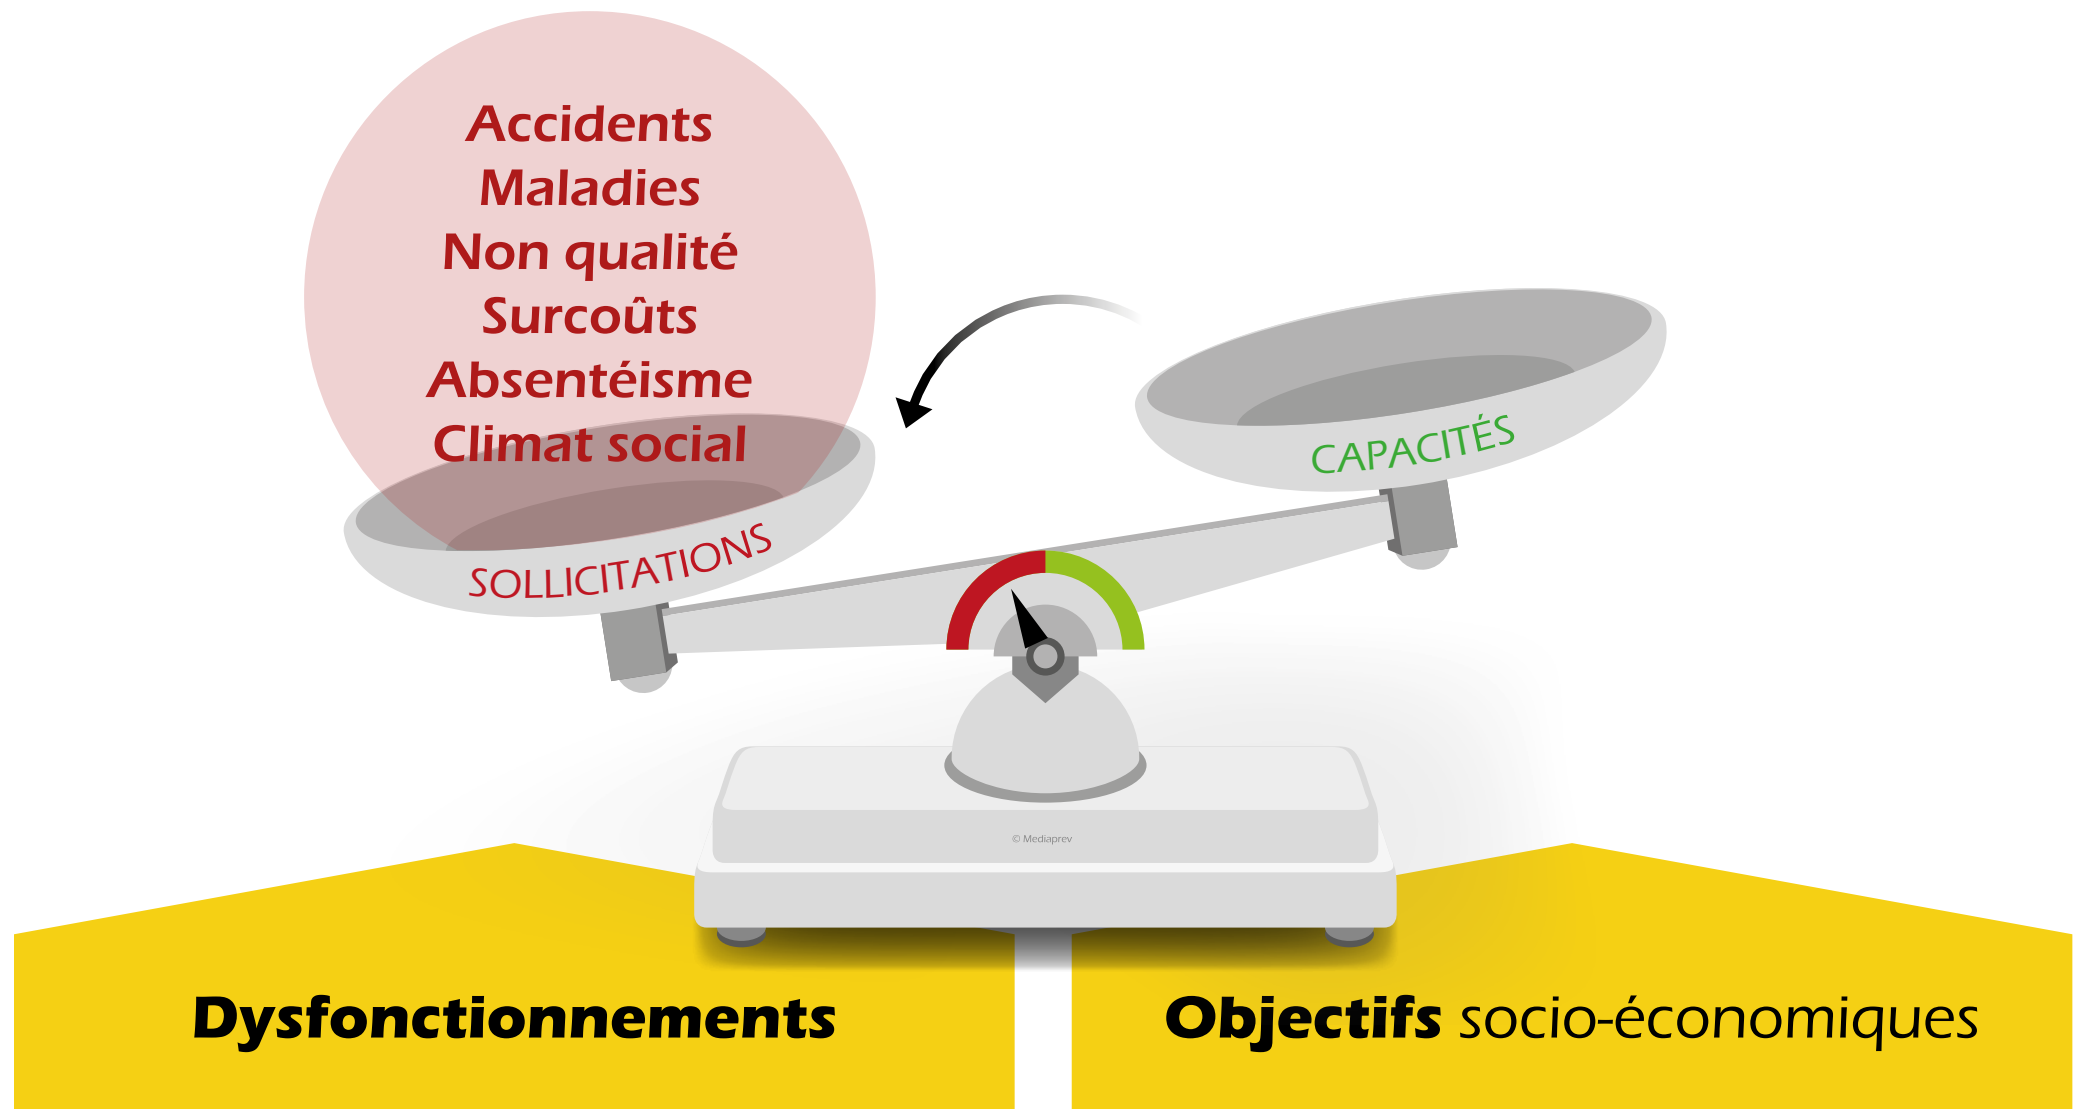 Accidents
Maladies
Non qualité
Surcoûts
Absentéisme
Climat social
SOLLICITATIONS
CAPACITÉS
© Mediaprev
Dysfonctionnements
Objectifs socio-économiques